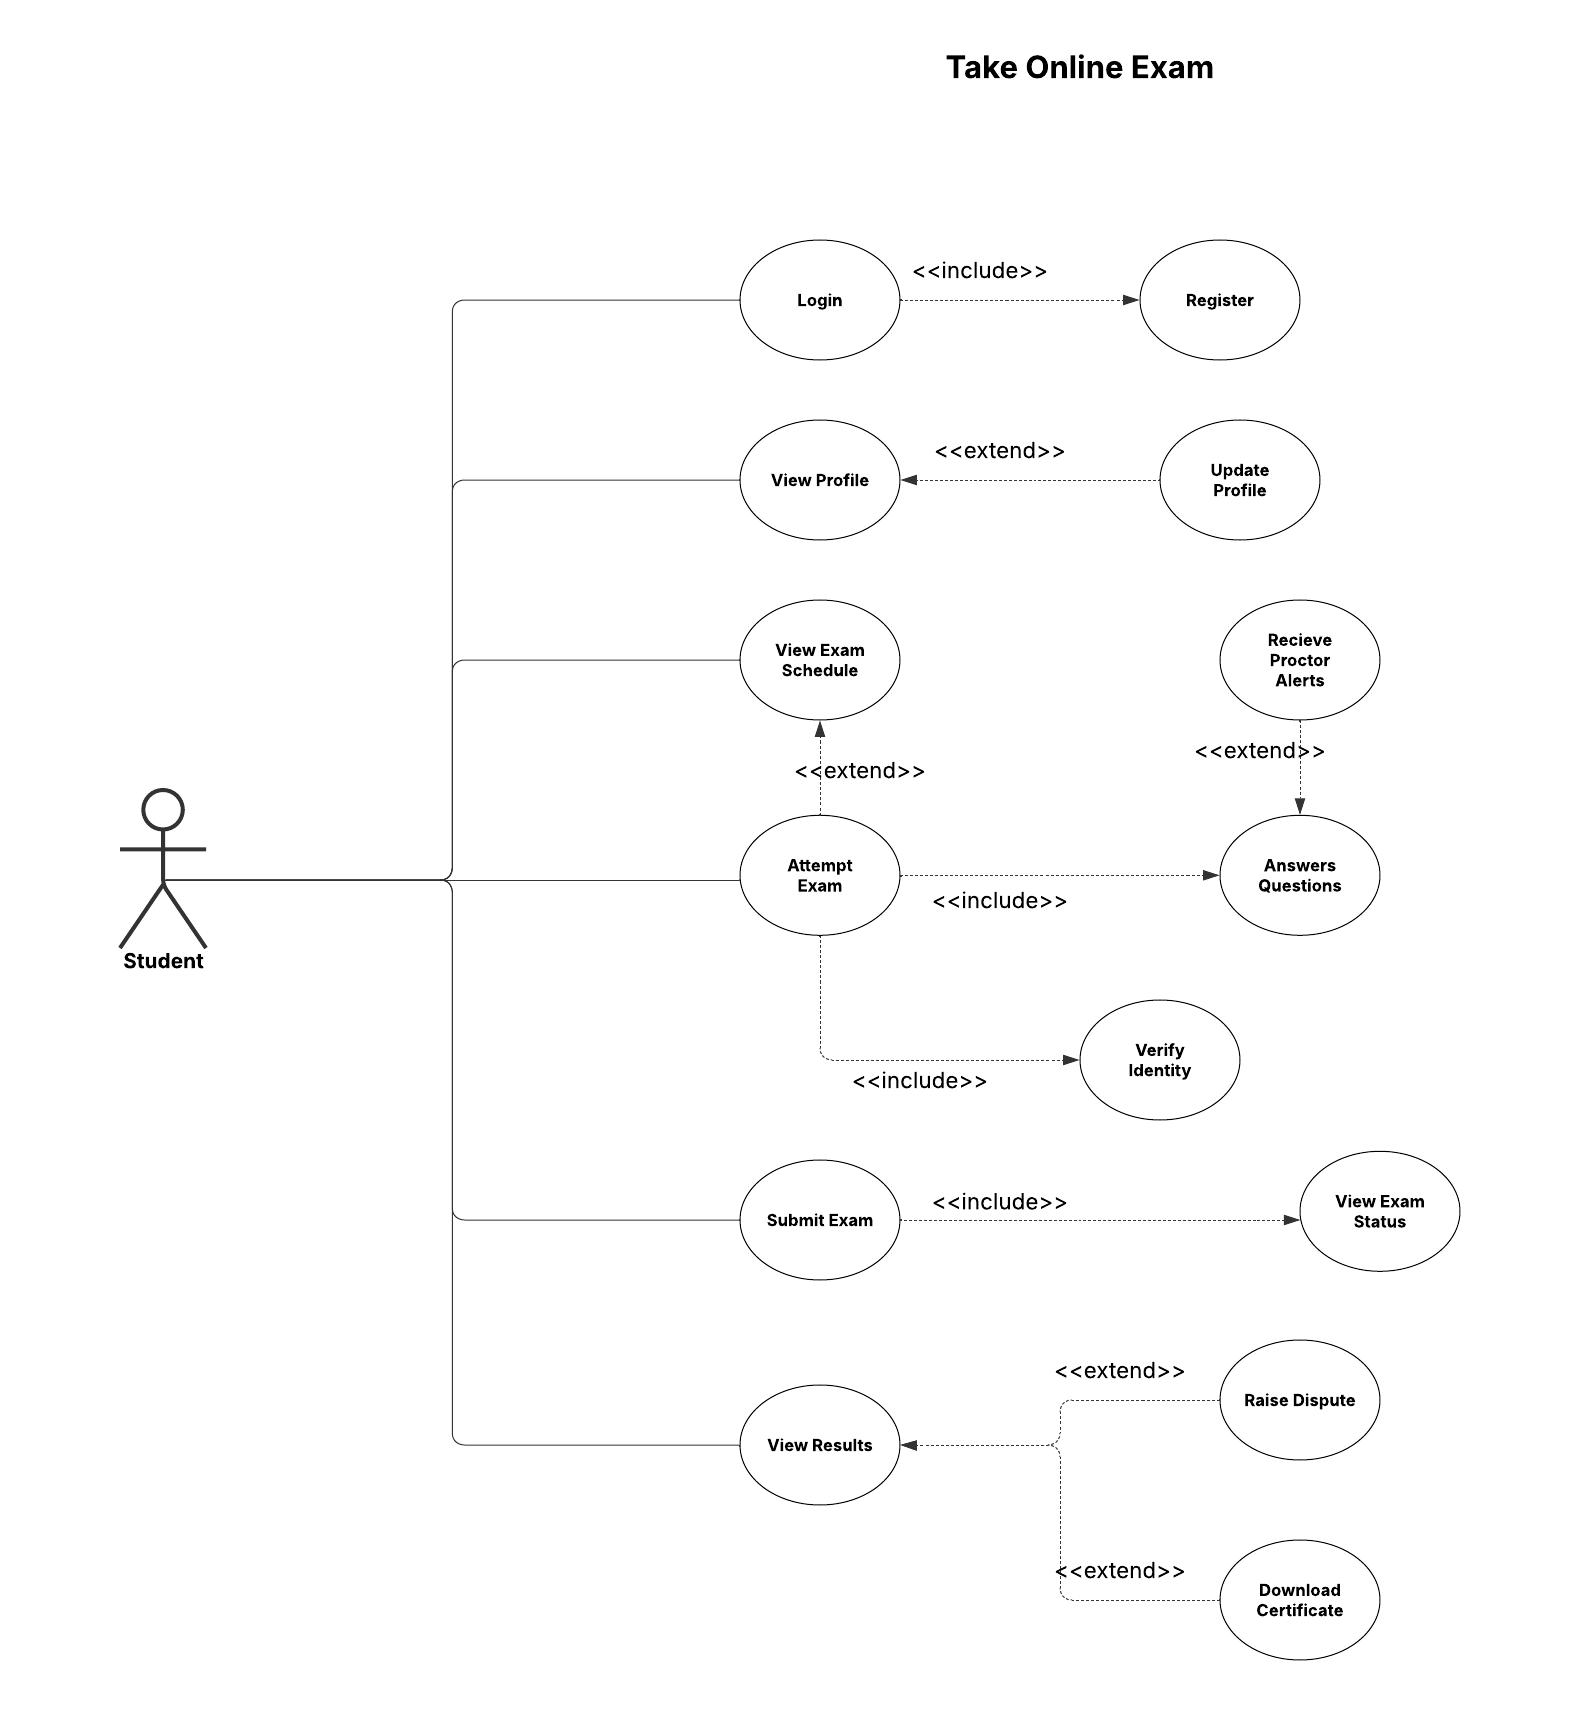 Take Online Exam
<<include>>
Login
Register
<<extend>>
View Profile
Update
Profile
View Exam
Schedule
Recieve
Proctor
Alerts
<<extend>>
<<extend>>
Attempt
Exam
Answers
Questions
<<include>>
Student
Verify
Identity
<<include>>
Submit Exam
<<include>>
View Exam
Status
<<extend>>
Raise Dispute
View Results
<<extend>>
Download
Certificate